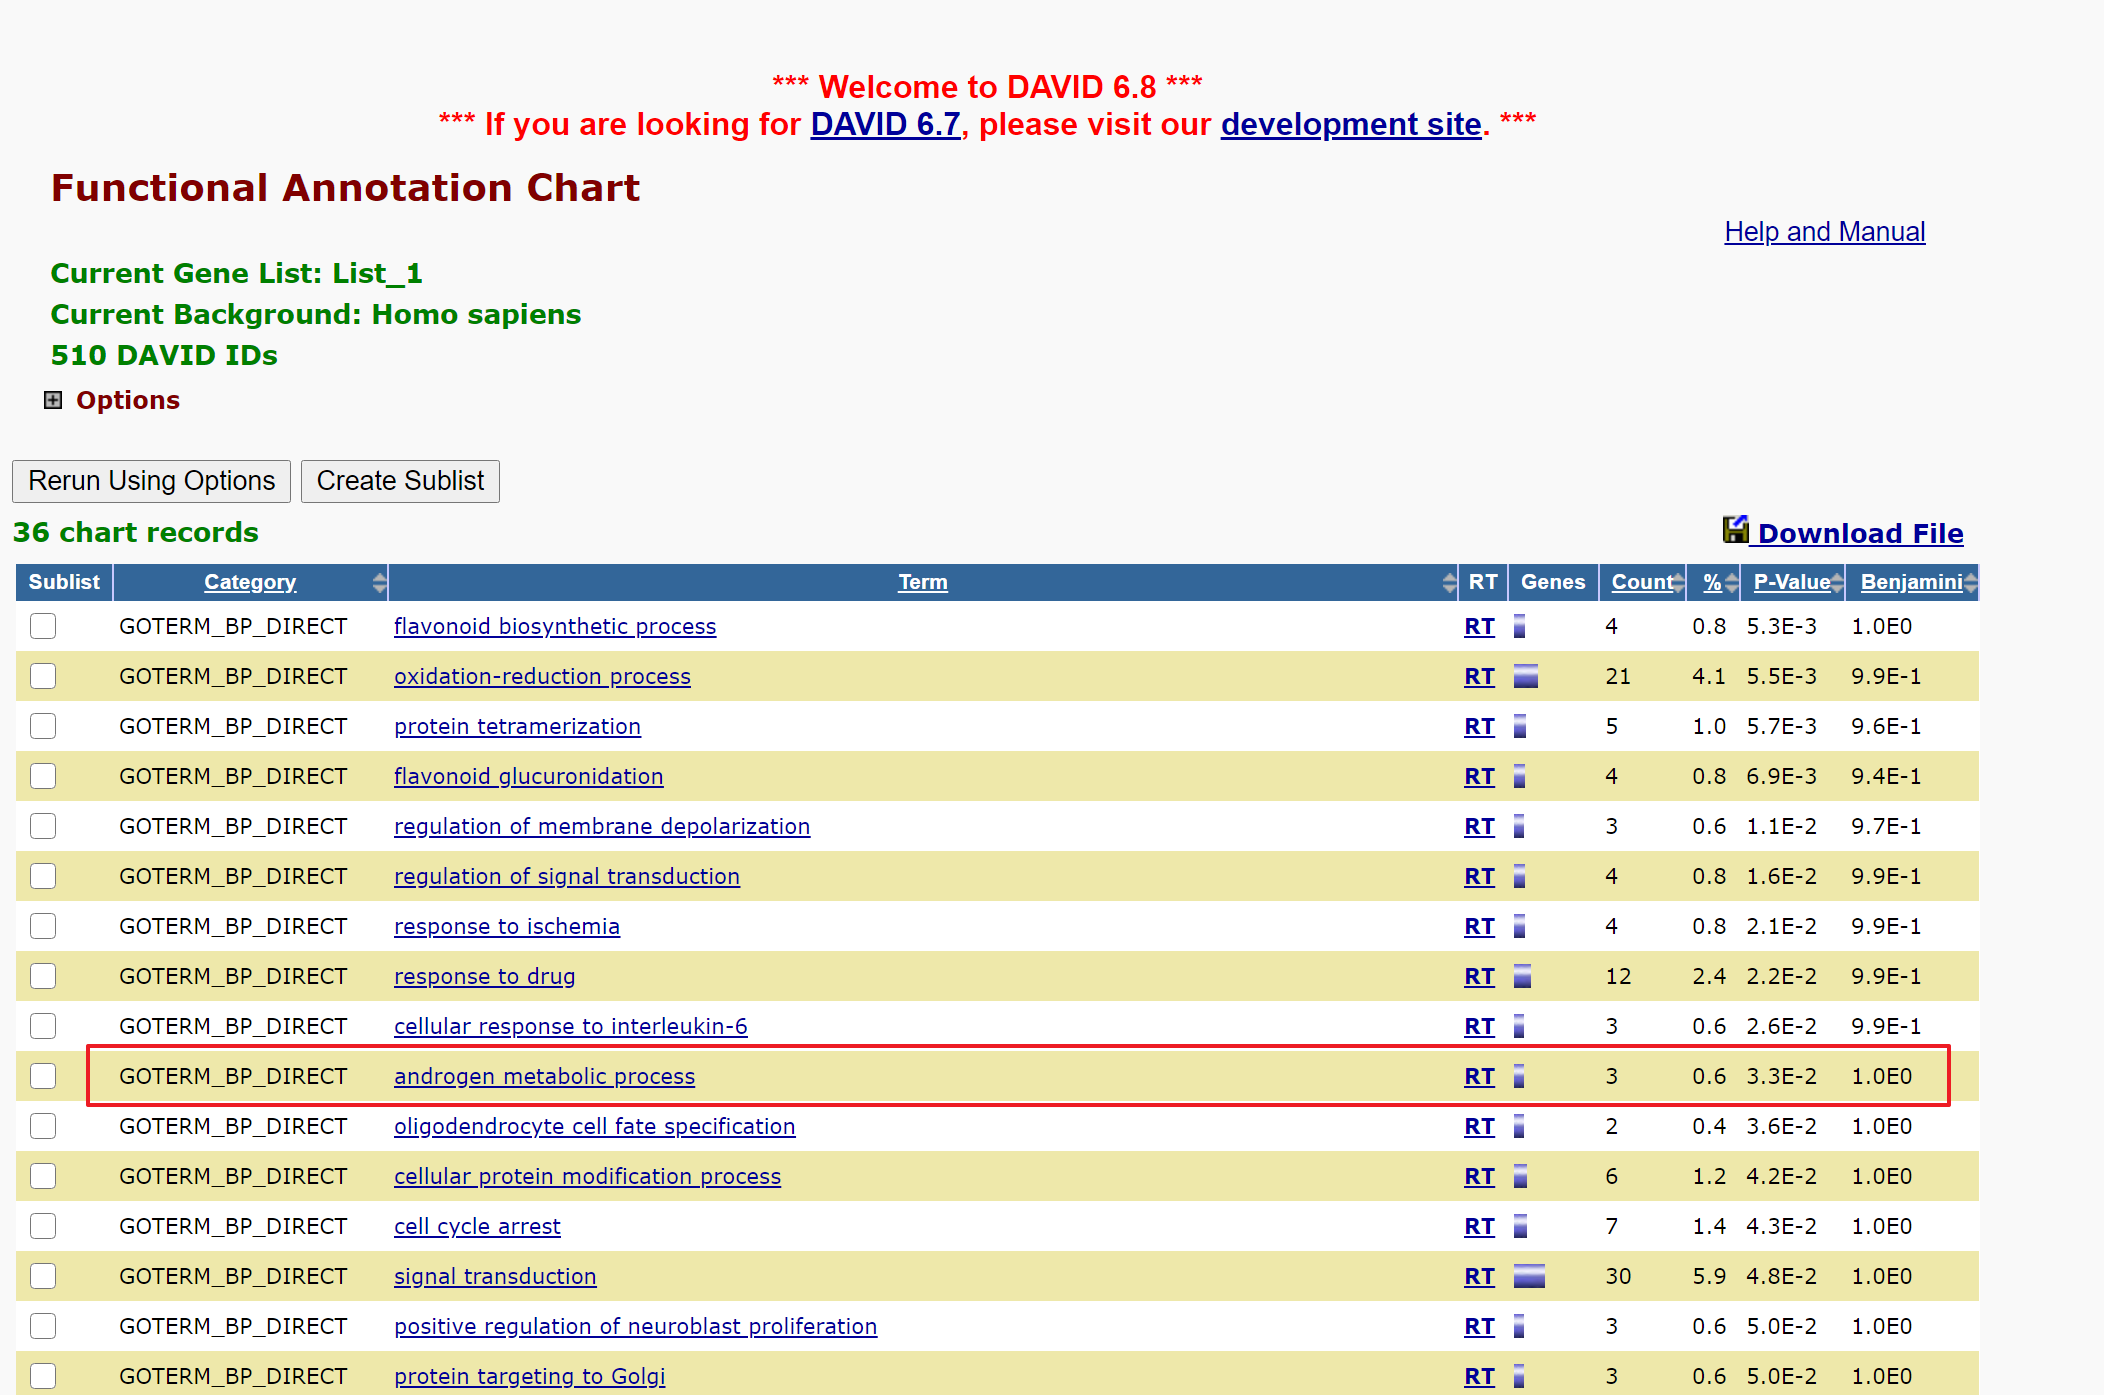 *** Welcome to DAVID 6.8 ***
*** If you are looking for DAVID 6.7, please visit our development site. ***
Functional Annotation Chart
Help and Manual
Current Gene List: List_1
Current Background: Homo sapiens
510 DAVID IDs
Options
Rerun Using Options Create Sublist
36 chart records
Download File
Sublist Category Term RT Genes Count % P-Value Benjamini
GOTERM_BP_DIRECT flavonoid biosynthetic process RT 4 0.8 5.3E-3 1.0E0
GOTERM_BP_DIRECT oxidation-reduction process RT 21 4.1 5.5E-3 9.9E-1
GOTERM_BP_DIRECT protein tetramerization RT 5 1.0 5.7E-3 9.6E-1
GOTERM_BP_DIRECT flavonoid glucuronidation RT 4 0.8 6.9E-3 9.4E-1
GOTERM_BP_DIRECT regulation of membrane depolarization RT 3 0.6 1.1E-2 9.7E-1
GOTERM_BP_DIRECT regulation of signal transduction RT 4 0.8 1.6E-2 9.9E-1
GOTERM_BP_DIRECT response to ischemia RT 4 0.8 2.1E-2 9.9E-1
GOTERM_BP_DIRECT response to drug RT 12 2.4 2.2E-2 9.9E-1
GOTERM_BP_DIRECT cellular response to interleukin-6 RT 3 0.6 2.6E-2 9.9E-1
GOTERM_BP_DIRECT androgen metabolic process RT 3 0.6 3.3E-2 1.0E0
GOTERM_BP_DIRECT oligodendrocyte cell fate specification RT 2 0.4 3.6E-2 1.0E0
GOTERM_BP_DIRECT cellular protein modification process RT 6 1.2 4.2E-2 1.0E0
GOTERM_BP_DIRECT cell cycle arrest RT 7 1.4 4.3E-2 1.0E0
GOTERM_BP_DIRECT signal transduction RT 30 5.9 4.8E-2 1.0E0
GOTERM_BP_DIRECT positive regulation of neuroblast proliferation RT 3 0.6 5.0E-2 1.0E0
GOTERM_BP_DIRECT protein targeting to Golgi RT 3 0.6 5.0E-2 1.0E0